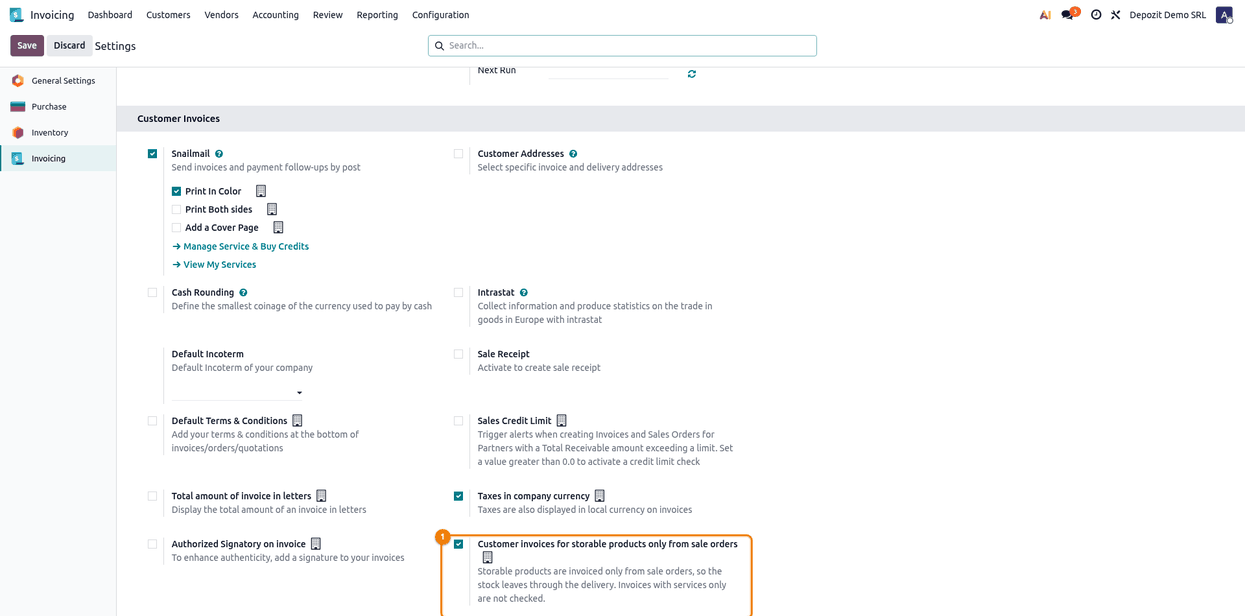 Invoicing
Dashboard
Customers
Vendors
Accounting
Review
Reporting
Configuration
AI
3
Depozit Demo SRL
A
Save
Discard
Settings
Search...
General Settings
Purchase
Inventory
Invoicing
Next Run
Customer Invoices
Snailmail ?
Send invoices and payment follow-ups by post
Print In Color
Print Both sides
Add a Cover Page
Manage Service & Buy Credits
View My Services
Customer Addresses ?
Select specific invoice and delivery addresses
Cash Rounding ?
Define the smallest coinage of the currency used to pay by cash
Intrastat ?
Collect information and produce statistics on the trade in
goods in Europe with intrastat
Default Incoterm
Default Incoterm of your company
Sale Receipt
Activate to create sale receipt
Default Terms & Conditions
Add your terms & conditions at the bottom of
invoices/orders/quotations
Sales Credit Limit
Trigger alerts when creating Invoices and Sales Orders for
Partners with a Total Receivable amount exceeding a limit. Set
a value greater than 0.0 to activate a credit limit check
Total amount of invoice in letters
Display the total amount of an invoice in letters
Taxes in company currency
Taxes are also displayed in local currency on invoices
Authorized Signatory on invoice
To enhance authenticity, add a signature to your invoices
1
Customer invoices for storable products only from sale orders
Storable products are invoiced only from sale orders, so the
stock leaves through the delivery. Invoices with services only
are not checked.